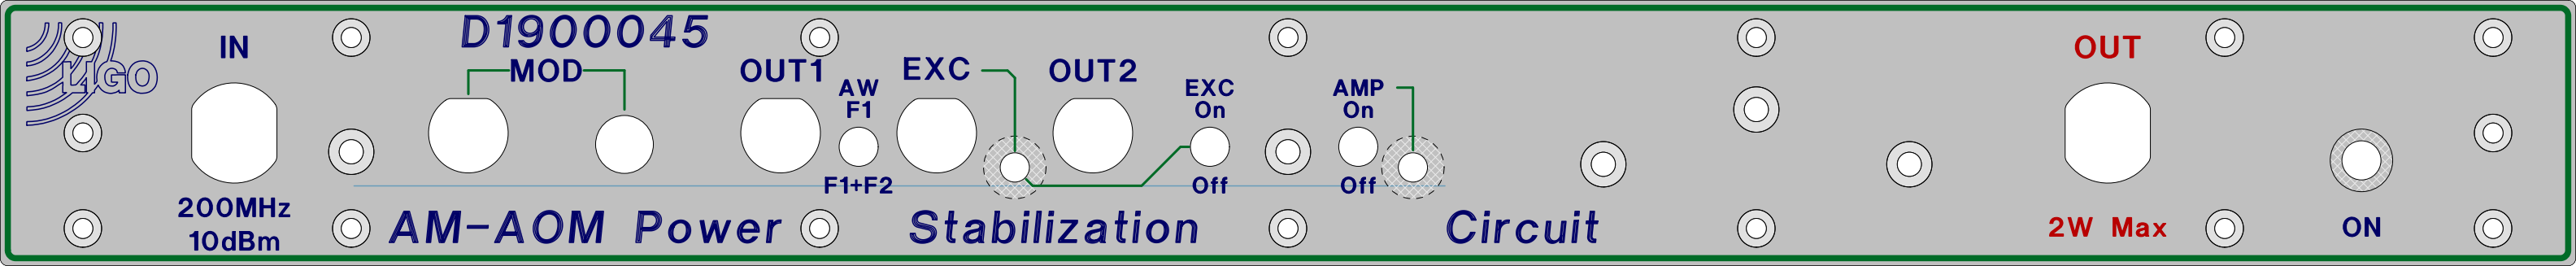 LIGO
IN
200MHz
10dBm
D1900045
MOD
OUT1
AW
F1
F1+F2
EXC
OUT2
EXC
On
Off
AMP
On
Off
OUT
2W Max
ON
AM-AOM Power Stabilization Circuit